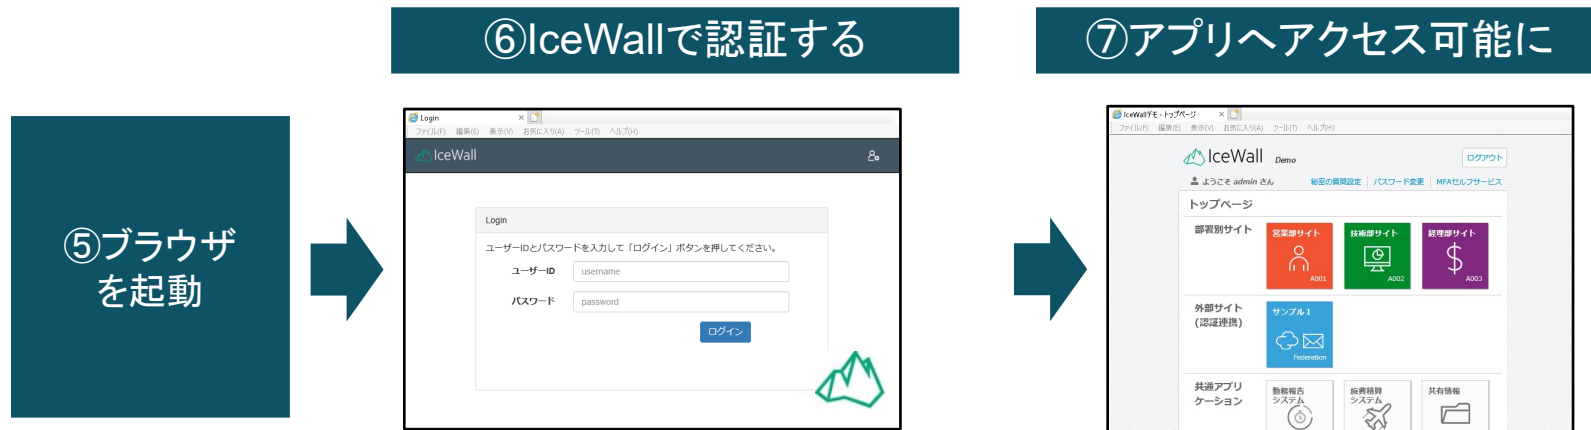 ⑥IceWallで認証する
⑦アプリへアクセス可能に
⑤ブラウザ
を起動
Login
ファイル(F) 編集(E) 表示(V) お気に入り(A) ツール(T) ヘルプ(H)
IceWall
Login
ユーザーIDとパスワードを入力して「ログイン」ボタンを押してください。
ユーザーID username
パスワード password
ログイン
IceWallデモ - トップページ
ファイル(F) 編集(E) 表示(V) お気に入り(A) ツール(T) ヘルプ(H)
IceWall Demo ログアウト
ようこそ admin さん 秘密の質問設定 パスワード変更 MFAセルフサービス
トップページ
部署別サイト 営業部サイト 技術部サイト 経理部サイト
A001 A002 A003
外部サイト サンプル1
(認証連携)
Federation
共通アプリ 勤務報告 旅費精算 共有情報
ケーション システム システム